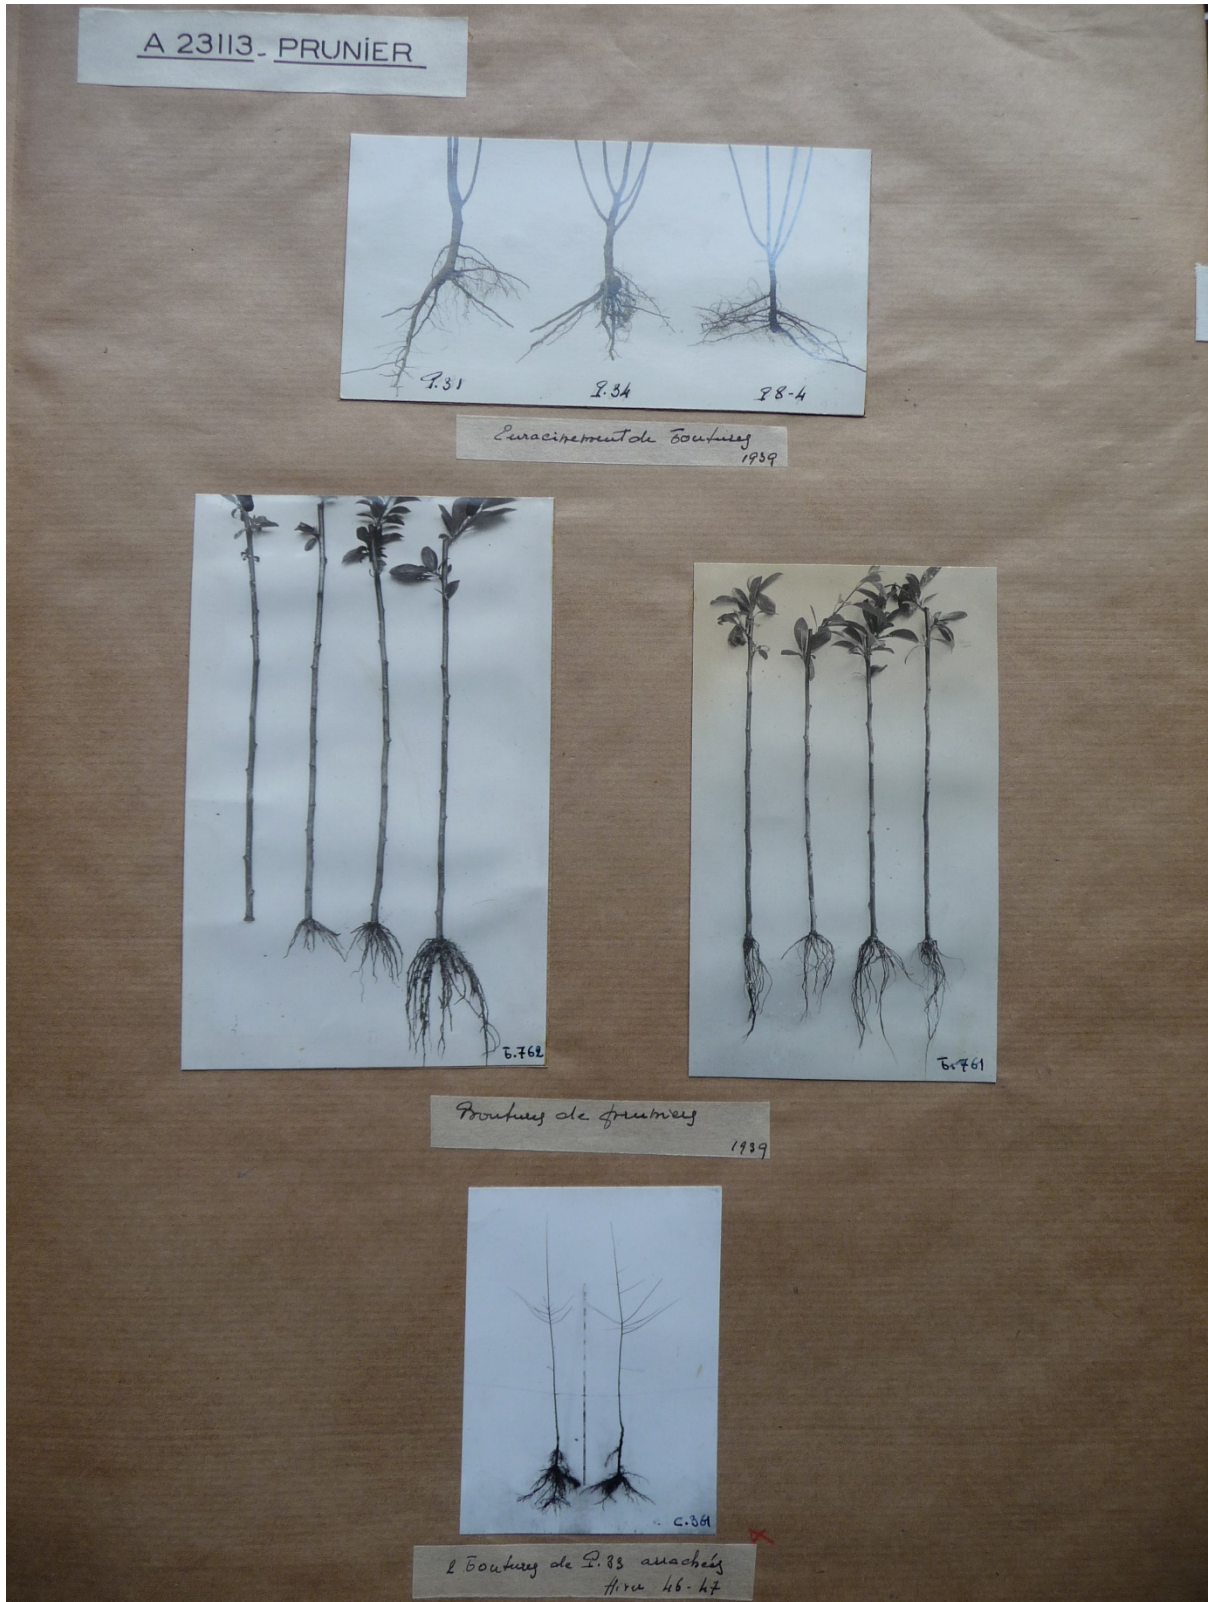 A 23113 - PRUNIER
P.31 P.34 P8-4
Enracinement de boutures
1939
B.762 B.761
Boutures de pruniers
1939
C.361
2 boutures de P.33 arrachées
Hiver 46-47